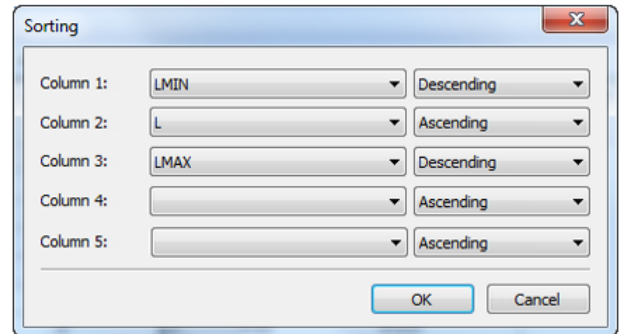 Sorting
Column 1: LMIN Descending
Column 2: L Ascending
Column 3: LMAX Descending
Column 4: Ascending
Column 5: Ascending
OK Cancel